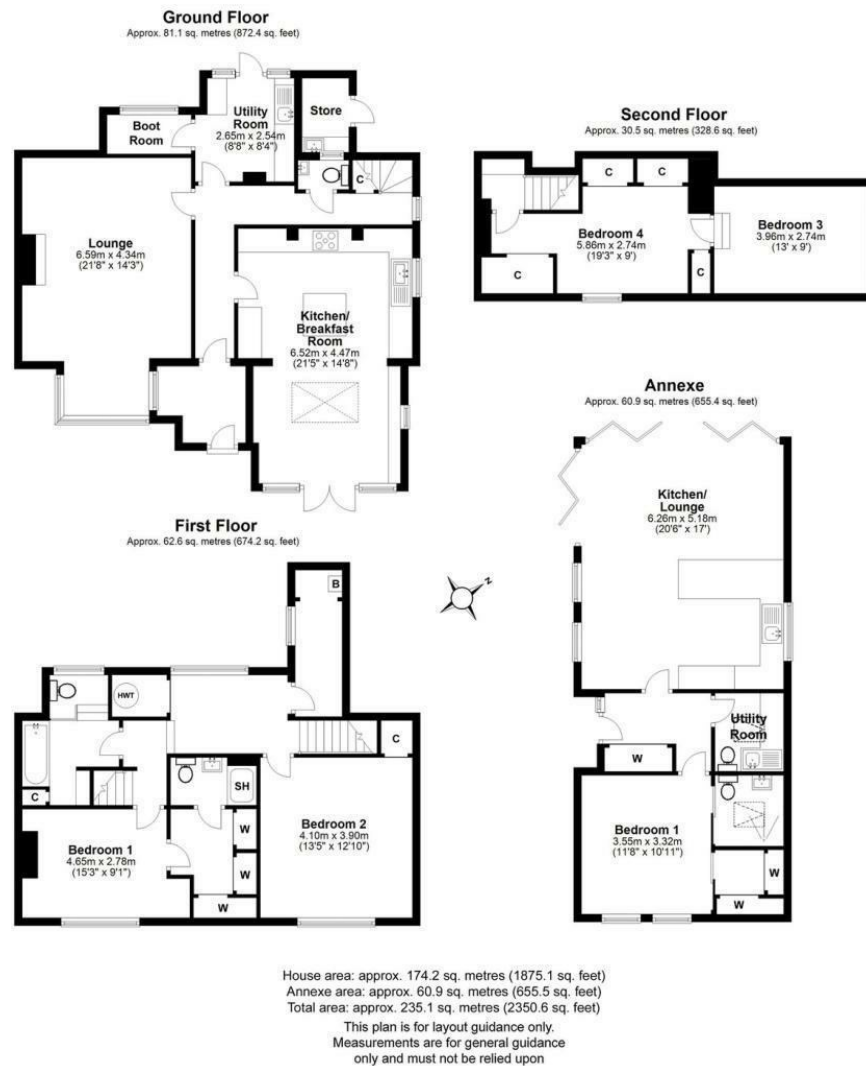 Ground Floor
Approx. 81.1 sq. metres (872.4 sq. feet)
Boot
Room
Utility
Room
2.65m x 2.54m
(8'8" x 8'4")
Store
C
Lounge
6.59m x 4.34m
(21'8" x 14'3")
Kitchen/
Breakfast
Room
6.52m x 4.47m
(21'5" x 14'8")
Second Floor
Approx. 30.5 sq. metres (328.6 sq. feet)
C
C
Bedroom 4
5.86m x 2.74m
(19'3" x 9')
Bedroom 3
3.96m x 2.74m
(13' x 9')
C
C
First Floor
Approx. 62.6 sq. metres (674.2 sq. feet)
B
HWT
C
C
SH
Bedroom 1
4.65m x 2.78m
(15'3" x 9'1")
W
W
W
Bedroom 2
4.10m x 3.90m
(13'5" x 12'10")
Z
Annexe
Approx. 60.9 sq. metres (655.4 sq. feet)
Kitchen/
Lounge
6.26m x 5.18m
(20'6" x 17')
Utility
Room
W
Bedroom 1
3.55m x 3.32m
(11'8" x 10'11")
W
W
House area: approx. 174.2 sq. metres (1875.1 sq. feet)
Annexe area: approx. 60.9 sq. metres (655.5 sq. feet)
Total area: approx. 235.1 sq. metres (2350.6 sq. feet)
This plan is for layout guidance only.
Measurements are for general guidance
only and must not be relied upon